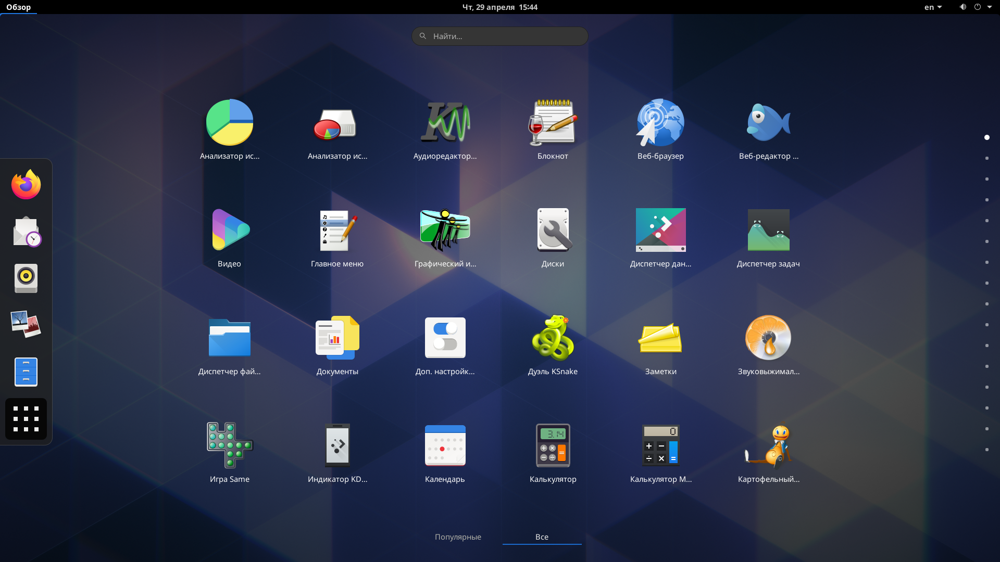 Обзор
Чт, 29 апреля 15:44
en
Найти...
Анализатор ис...
Анализатор ис...
Аудиоредактор...
Блокнот
Веб-браузер
Веб-редактор ...
Видео
Главное меню
Графический и...
Диски
Диспетчер дан...
Диспетчер задач
Диспетчер фай...
Документы
Доп. настройк...
Дуэль KSnake
Заметки
Звуковыжимал...
3.14
0
Игра Same
Индикатор KD...
Календарь
Калькулятор
Калькулятор М...
Картофельный...
Популярные
Все